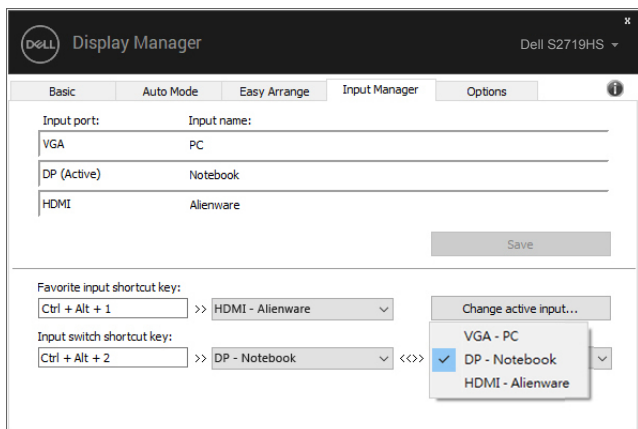 x
DELL Display Manager Dell S2719HS
Basic Auto Mode Easy Arrange Input Manager Options i
Input port: Input name:
VGA PC
DP (Active) Notebook
HDMI Alienware
Save
Favorite input shortcut key:
Ctrl + Alt + 1 >> HDMI - Alienware Change active input...
Input switch shortcut key:
Ctrl + Alt + 2 >> DP - Notebook <<>>
VGA - PC
DP - Notebook
HDMI - Alienware